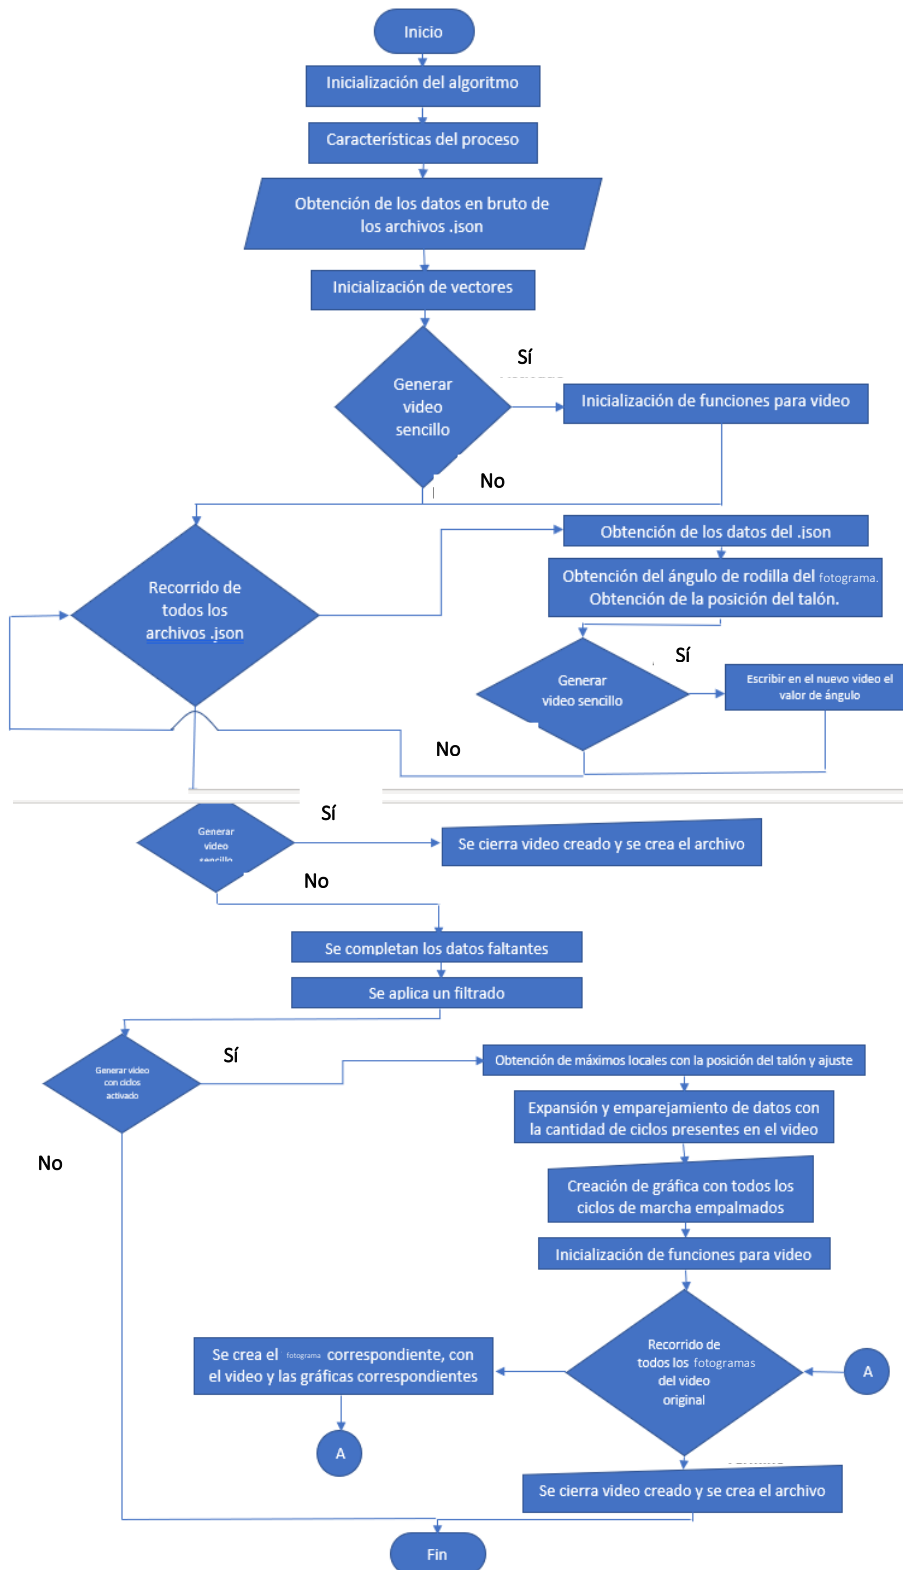 Inicio
Inicialización del algoritmo
Características del proceso
Obtención de los datos en bruto de
los archivos .json
Inicialización de vectores
Generar
video
sencillo
Sí
Inicialización de funciones para video
No
Recorrido de
todos los
archivos .json
Obtención de los datos del .json
Obtención del ángulo de rodilla del fotograma.
Obtención de la posición del talón.
Generar
video sencillo
Sí
Escribir en el nuevo video el
valor de ángulo
No
Generar
video
sencillo
Sí
Se cierra video creado y se crea el archivo
No
Se completan los datos faltantes
Se aplica un filtrado
Generar video
con ciclos
activado
Sí
No
Obtención de máximos locales con la posición del talón y ajuste
Expansión y emparejamiento de datos con
la cantidad de ciclos presentes en el video
Creación de gráfica con todos los
ciclos de marcha empalmados
Inicialización de funciones para video
Recorrido de
todos los fotogramas
del video
original
A
Se crea el fotograma correspondiente, con
el video y las gráficas correspondientes
A
Se cierra video creado y se crea el archivo
Fin